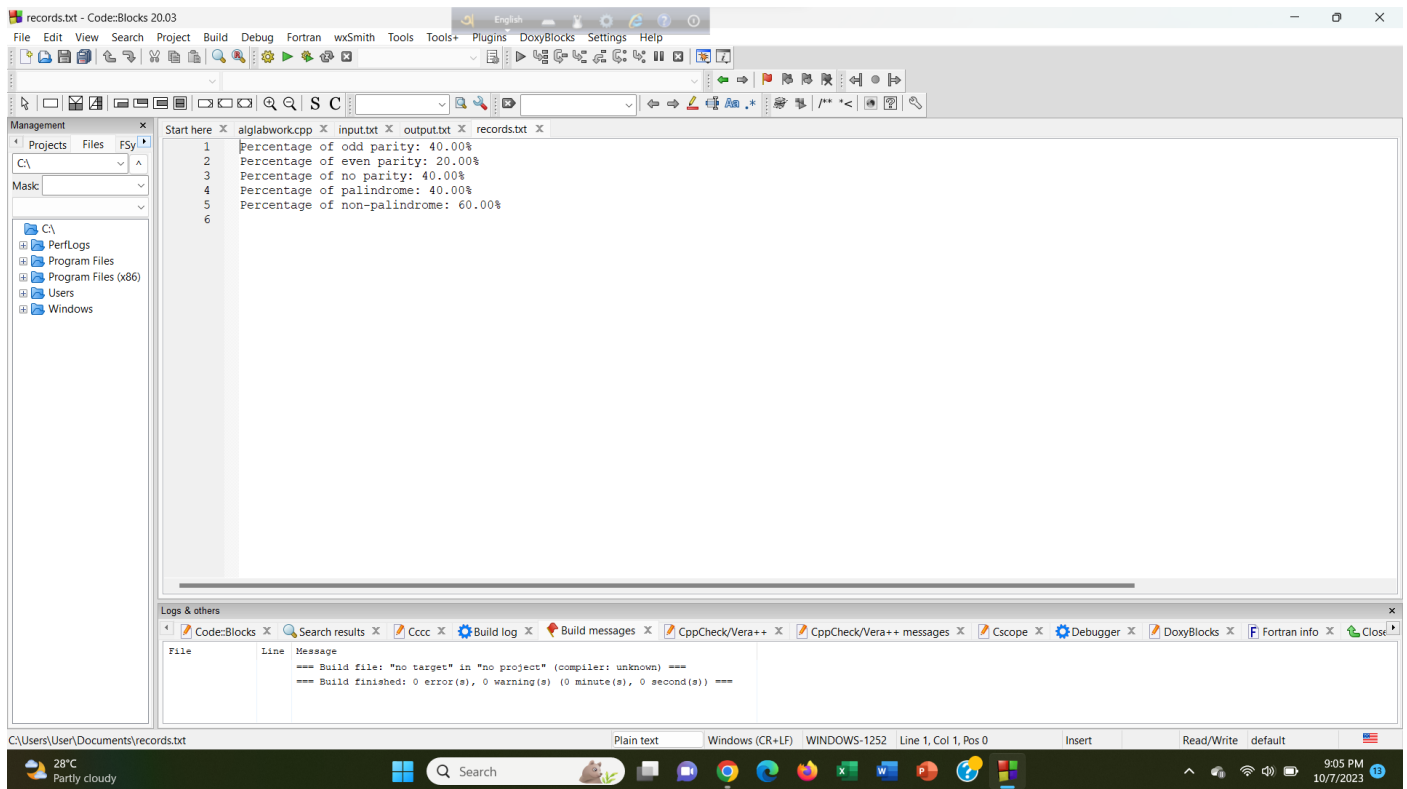 records.txt - Code::Blocks 20.03
English
File Edit View Search Project Build Debug Fortran wxSmith Tools Tools+ Plugins DoxyBlocks Settings Help
S C
Aa .* /** *<
Management
Projects Files FSy
Start here alglabwork.cpp input.txt output.txt records.txt
C:\
Mask:
C:\
PerfLogs
Program Files
Program Files (x86)
Users
Windows
1 Percentage of odd parity: 40.00%
2 Percentage of even parity: 20.00%
3 Percentage of no parity: 40.00%
4 Percentage of palindrome: 40.00%
5 Percentage of non-palindrome: 60.00%
6
Logs & others
Code::Blocks Search results Cccc Build log Build messages CppCheck/Vera++ CppCheck/Vera++ messages Cscope Debugger DoxyBlocks Fortran info Close
File Line Message
=== Build file: "no target" in "no project" (compiler: unknown) ===
=== Build finished: 0 error(s), 0 warning(s) (0 minute(s), 0 second(s)) ===
C:\Users\User\Documents\records.txt Plain text Windows (CR+LF) WINDOWS-1252 Line 1, Col 1, Pos 0 Insert Read/Write default
28°C
Partly cloudy
Search
9:05 PM
10/7/2023
13